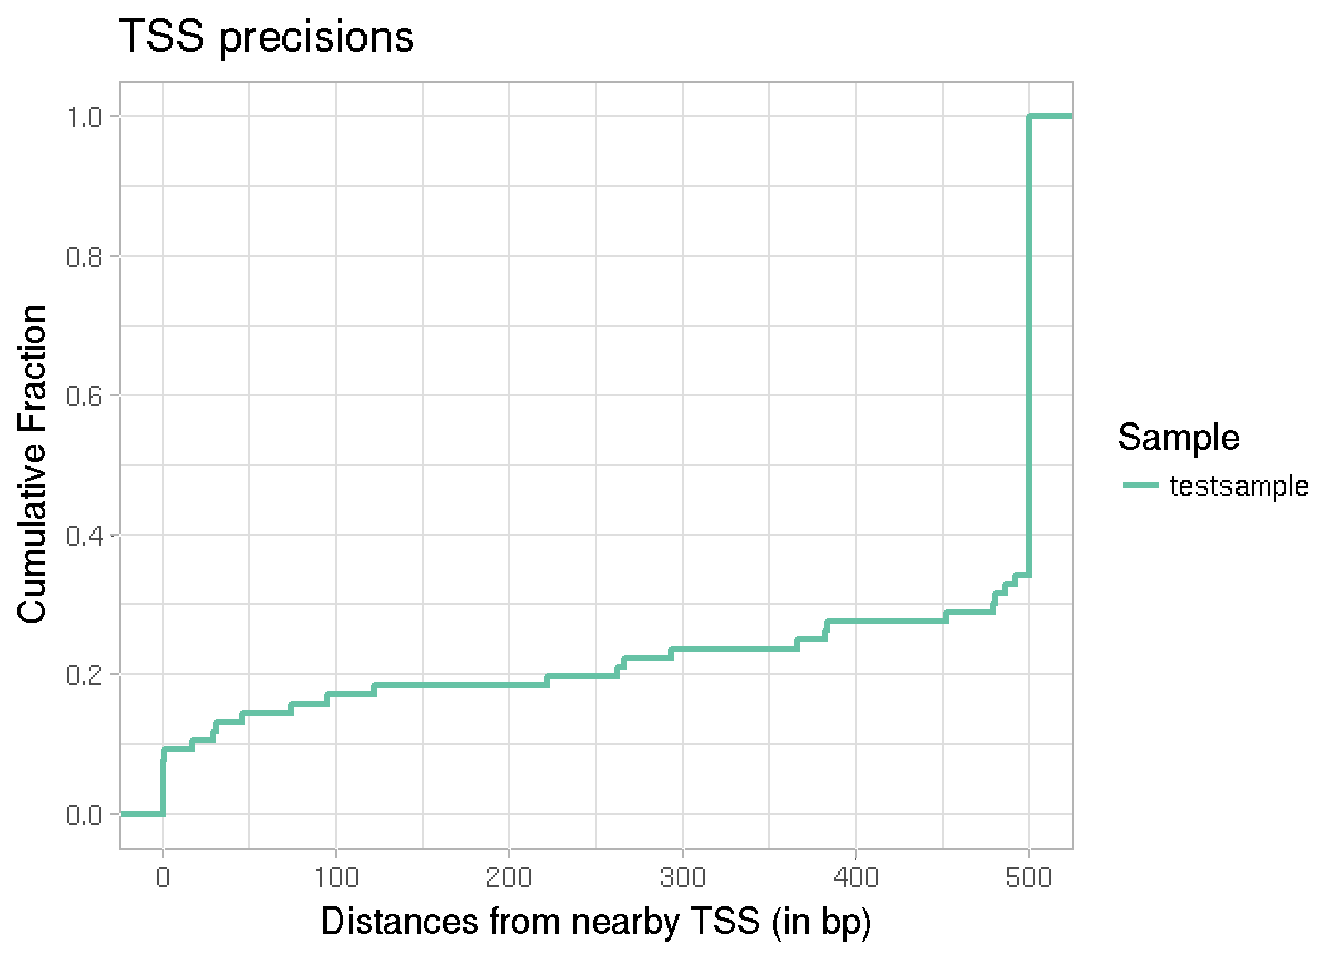 TSS precisions
1.0
0.8
0.6
0.4
0.2
0.0
Cumulative Fraction
0 100 200 300 400 500
Distances from nearby TSS (in bp)
Sample
testsample